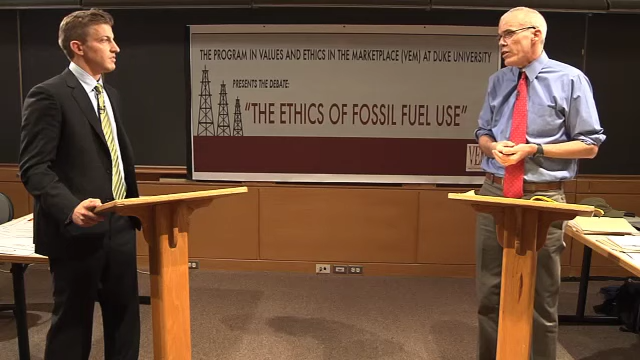 THE PROGRAM IN VALUES AND ETHICS IN THE MARKETPLACE [VEM] AT DUKE UNIVERSITY
PRESENTS THE DEBATE:
"THE ETHICS OF FOSSIL FUEL USE"